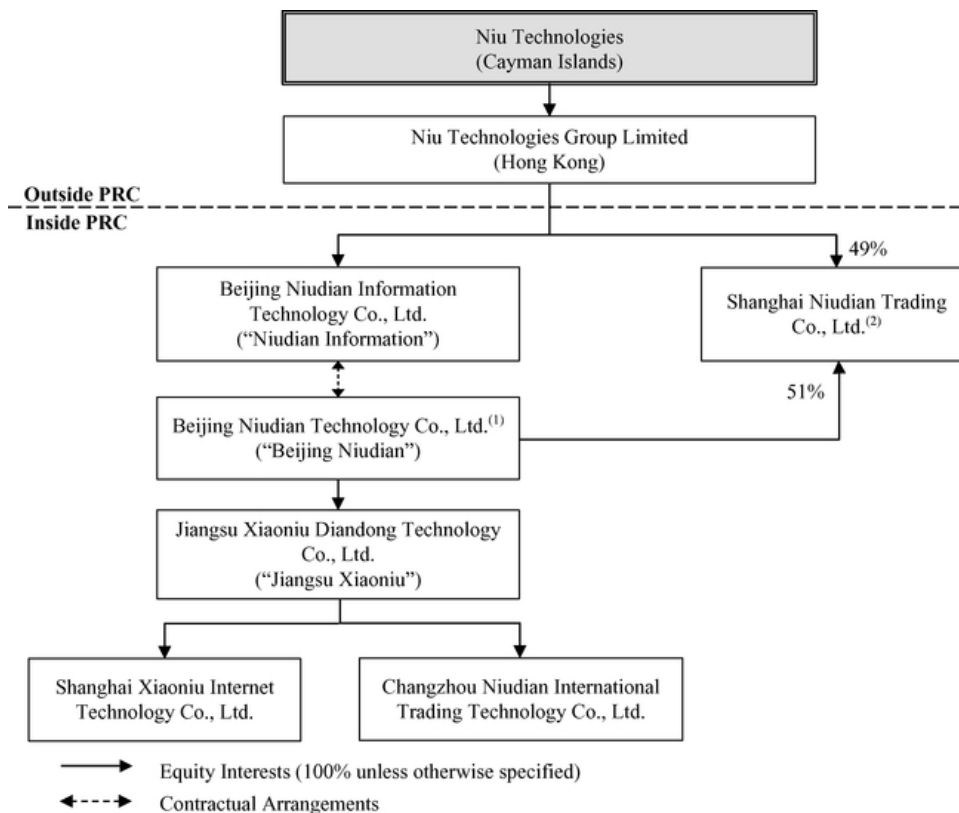 Niu Technologies
(Cayman Islands)
Niu Technologies Group Limited
(Hong Kong)
Outside PRC
Inside PRC
49%
Beijing Niudian Information
Technology Co., Ltd.
(“Niudian Information”)
Shanghai Niudian Trading
Co., Ltd.(2)
51%
Beijing Niudian Technology Co., Ltd.(1)
(“Beijing Niudian”)
Jiangsu Xiaoniu Diandong Technology
Co., Ltd.
(“Jiangsu Xiaoniu”)
Shanghai Xiaoniu Internet
Technology Co., Ltd.
Changzhou Niudian International
Trading Technology Co., Ltd.
Equity Interests (100% unless otherwise specified)
Contractual Arrangements